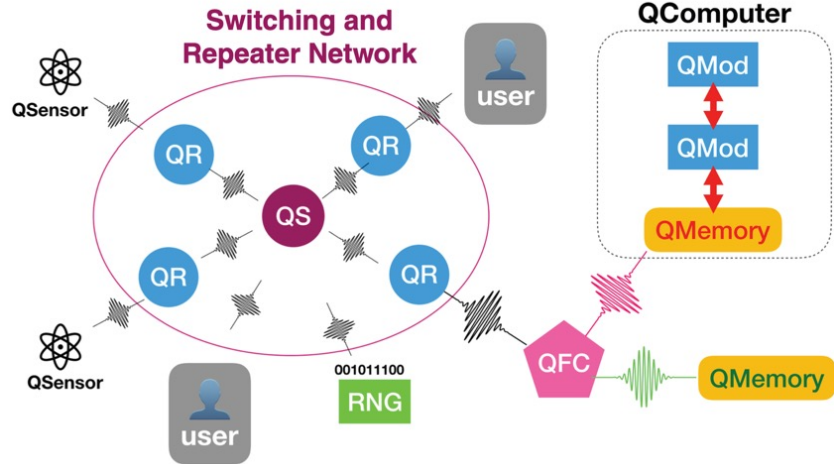 Switching and
Repeater Network
QComputer
QSensor
user
QMod
QR
QR
QMod
QS
QMemory
QR
QR
QSensor
001011100
RNG
user
QFC
QMemory